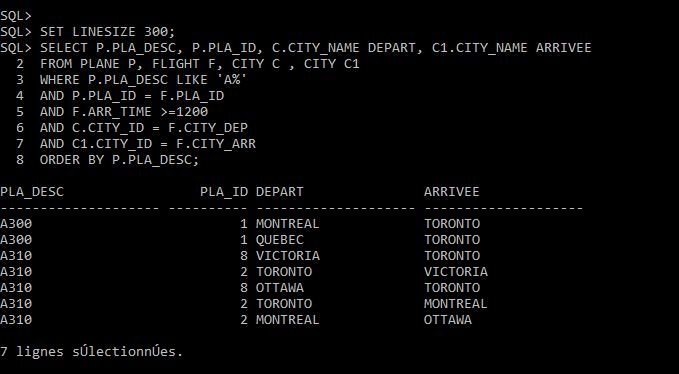 SQL>
SQL> SET LINESIZE 300;
SQL> SELECT P.PLA_DESC, P.PLA_ID, C.CITY_NAME DEPART, C1.CITY_NAME ARRIVEE
  2  FROM PLANE P, FLIGHT F, CITY C , CITY C1
  3  WHERE P.PLA_DESC LIKE 'A%'
  4  AND P.PLA_ID = F.PLA_ID
  5  AND F.ARR_TIME >=1200
  6  AND C.CITY_ID = F.CITY_DEP
  7  AND C1.CITY_ID = F.CITY_ARR
  8  ORDER BY P.PLA_DESC;

PLA_DESC                 PLA_ID DEPART               ARRIVEE
-------------------- ---------- -------------------- --------------------
A300                          1 MONTREAL             TORONTO
A300                          1 QUEBEC               TORONTO
A310                          8 VICTORIA             TORONTO
A310                          2 TORONTO              VICTORIA
A310                          8 OTTAWA               TORONTO
A310                          2 TORONTO              MONTREAL
A310                          2 MONTREAL             OTTAWA

7 lignes sÚlectionnÚes.